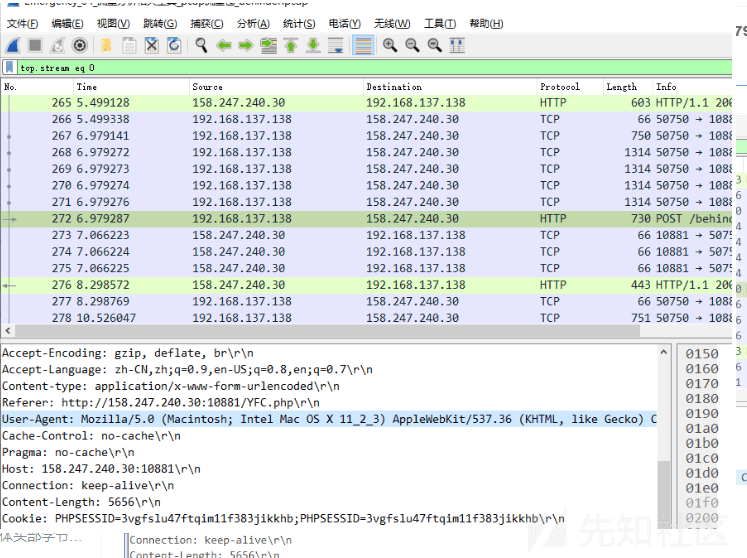 文件(F) 编辑(E) 视图(V) 跳转(G) 捕获(C) 分析(A) 统计(S) 电话(Y) 无线(W) 工具(T) 帮助(H)
tcp.stream eq 0
No. Time Source Destination Protocol Length Info
265 5.499128 158.247.240.30 192.168.137.138 HTTP 603 HTTP/1.1 200
266 5.499338 192.168.137.138 158.247.240.30 TCP 66 50750 → 1088
267 6.979141 192.168.137.138 158.247.240.30 TCP 750 50750 → 1088
268 6.979272 192.168.137.138 158.247.240.30 TCP 1314 50750 → 1088
269 6.979273 192.168.137.138 158.247.240.30 TCP 1314 50750 → 1088
270 6.979274 192.168.137.138 158.247.240.30 TCP 1314 50750 → 1088
271 6.979276 192.168.137.138 158.247.240.30 TCP 1314 50750 → 1088
272 6.979287 192.168.137.138 158.247.240.30 HTTP 730 POST /behind
273 7.066223 158.247.240.30 192.168.137.138 TCP 66 10881 → 5075
274 7.066224 158.247.240.30 192.168.137.138 TCP 66 10881 → 5075
275 7.066225 158.247.240.30 192.168.137.138 TCP 66 10881 → 5075
276 8.298572 158.247.240.30 192.168.137.138 HTTP 443 HTTP/1.1 200
277 8.298769 192.168.137.138 158.247.240.30 TCP 66 50750 → 1088
278 10.526047 192.168.137.138 158.247.240.30 TCP 751 50750 → 1088
Accept-Encoding: gzip, deflate, br\r\n
Accept-Language: zh-CN,zh;q=0.9,en-US;q=0.8,en;q=0.7\r\n
Content-type: application/x-www-form-urlencoded\r\n
Referer: http://158.247.240.30:10881/YFC.php\r\n
User-Agent: Mozilla/5.0 (Macintosh; Intel Mac OS X 11_2_3) AppleWebKit/537.36 (KHTML, like Gecko) C
Cache-Control: no-cache\r\n
Pragma: no-cache\r\n
Host: 158.247.240.30:10881\r\n
Connection: keep-alive\r\n
Content-Length: 5656\r\n
Cookie: PHPSESSID=3vgfslu47ftqim11f383jikkhb;PHPSESSID=3vgfslu47ftqim11f383jikkhb\r\n
0150
0160
0170
0180
0190
01a0
01b0
01c0
01d0
01e0
01f0
0200
体头部字节...
Connection: keep-alive\r\n
Content-Length: 5656\r\n
先知社区